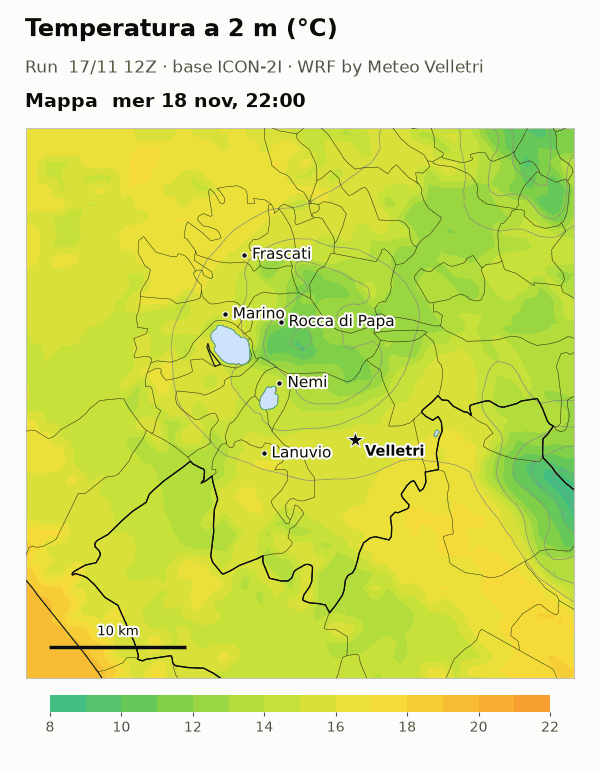 Temperatura a 2 m (°C)
Run  17/11 12Z · base ICON-2I · WRF by Meteo Velletri
Mappa  mer 18 nov, 22:00
Frascati
Marino
Rocca di Papa
Nemi
Velletri
Lanuvio
10 km
8 10 12 14 16 18 20 22